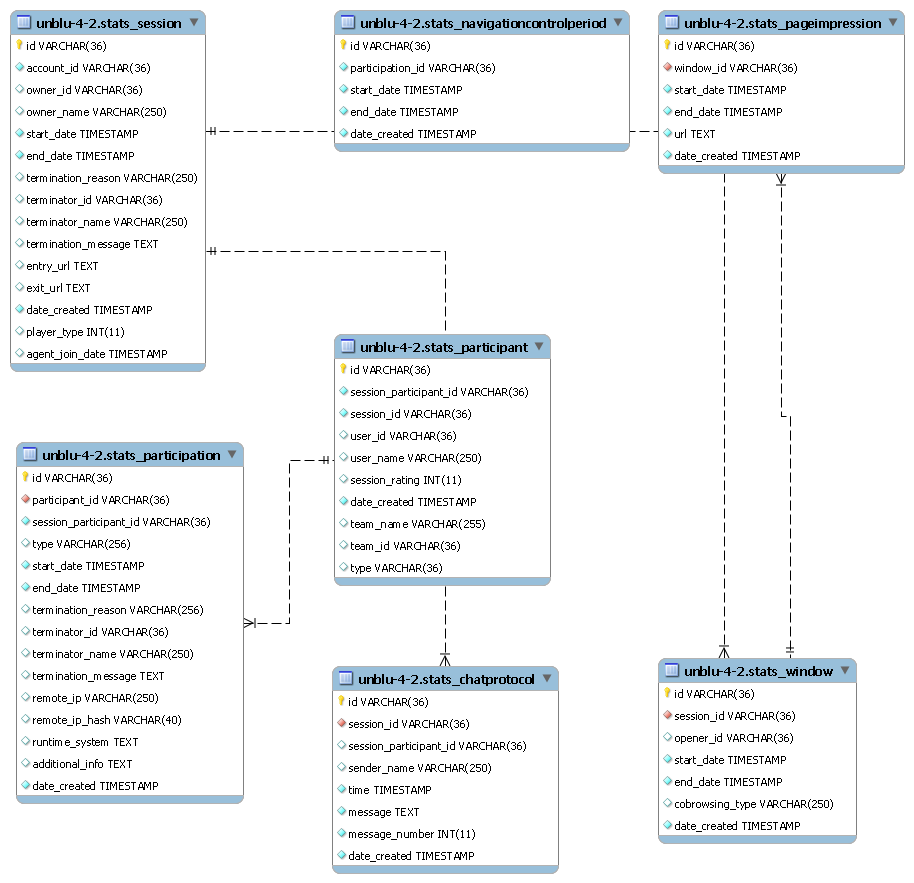 unblu-4-2.stats_session
id VARCHAR(36)
account_id VARCHAR(36)
owner_id VARCHAR(36)
owner_name VARCHAR(250)
start_date TIMESTAMP
end_date TIMESTAMP
termination_reason VARCHAR(250)
terminator_id VARCHAR(36)
terminator_name VARCHAR(250)
termination_message TEXT
entry_url TEXT
exit_url TEXT
date_created TIMESTAMP
player_type INT(11)
agent_join_date TIMESTAMP
unblu-4-2.stats_navigationcontrolperiod
id VARCHAR(36)
participation_id VARCHAR(36)
start_date TIMESTAMP
end_date TIMESTAMP
date_created TIMESTAMP
unblu-4-2.stats_pageimpression
id VARCHAR(36)
window_id VARCHAR(36)
start_date TIMESTAMP
end_date TIMESTAMP
url TEXT
date_created TIMESTAMP
unblu-4-2.stats_participant
id VARCHAR(36)
session_participant_id VARCHAR(36)
session_id VARCHAR(36)
user_id VARCHAR(36)
user_name VARCHAR(250)
session_rating INT(11)
date_created TIMESTAMP
team_name VARCHAR(255)
team_id VARCHAR(36)
type VARCHAR(36)
unblu-4-2.stats_participation
id VARCHAR(36)
participant_id VARCHAR(36)
session_participant_id VARCHAR(36)
type VARCHAR(256)
start_date TIMESTAMP
end_date TIMESTAMP
termination_reason VARCHAR(256)
terminator_id VARCHAR(36)
terminator_name VARCHAR(250)
termination_message TEXT
remote_ip VARCHAR(250)
remote_ip_hash VARCHAR(40)
runtime_system TEXT
additional_info TEXT
date_created TIMESTAMP
unblu-4-2.stats_chatprotocol
id VARCHAR(36)
session_id VARCHAR(36)
session_participant_id VARCHAR(36)
sender_name VARCHAR(250)
time TIMESTAMP
message TEXT
message_number INT(11)
date_created TIMESTAMP
unblu-4-2.stats_window
id VARCHAR(36)
session_id VARCHAR(36)
opener_id VARCHAR(36)
start_date TIMESTAMP
end_date TIMESTAMP
cobrowsing_type VARCHAR(250)
date_created TIMESTAMP